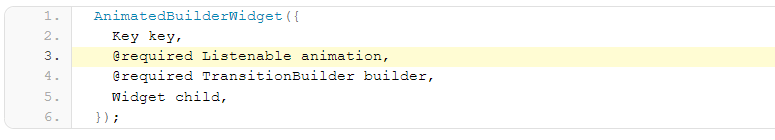 1. AnimatedBuilderWidget({
2. Key key,
3. @required Listenable animation,
4. @required TransitionBuilder builder,
5. Widget child,
6. });